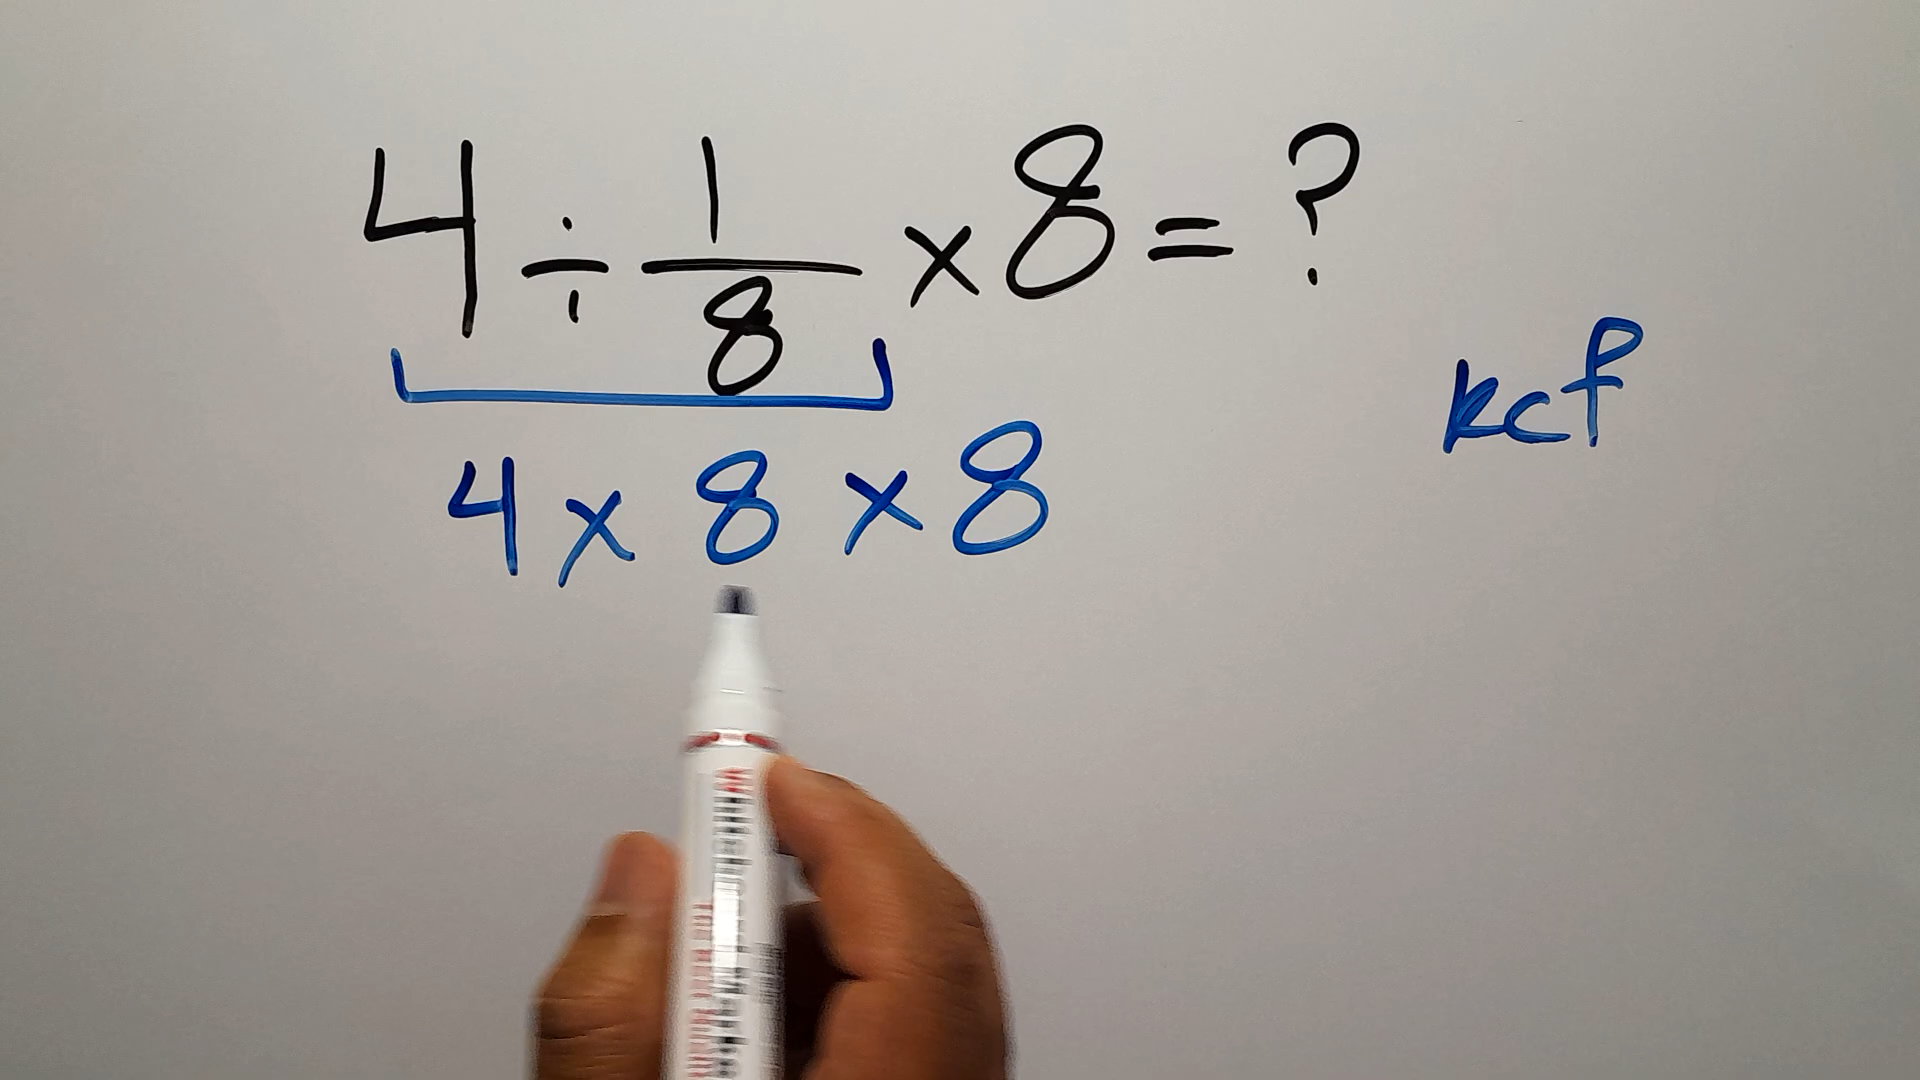 4 ÷ 1/8 × 8 = ?
kcf
4 × 8 × 8